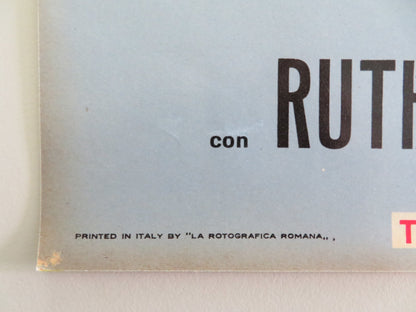 con RUTH
PRINTED IN ITALY BY "LA ROTOGRAFICA ROMANA„,
T